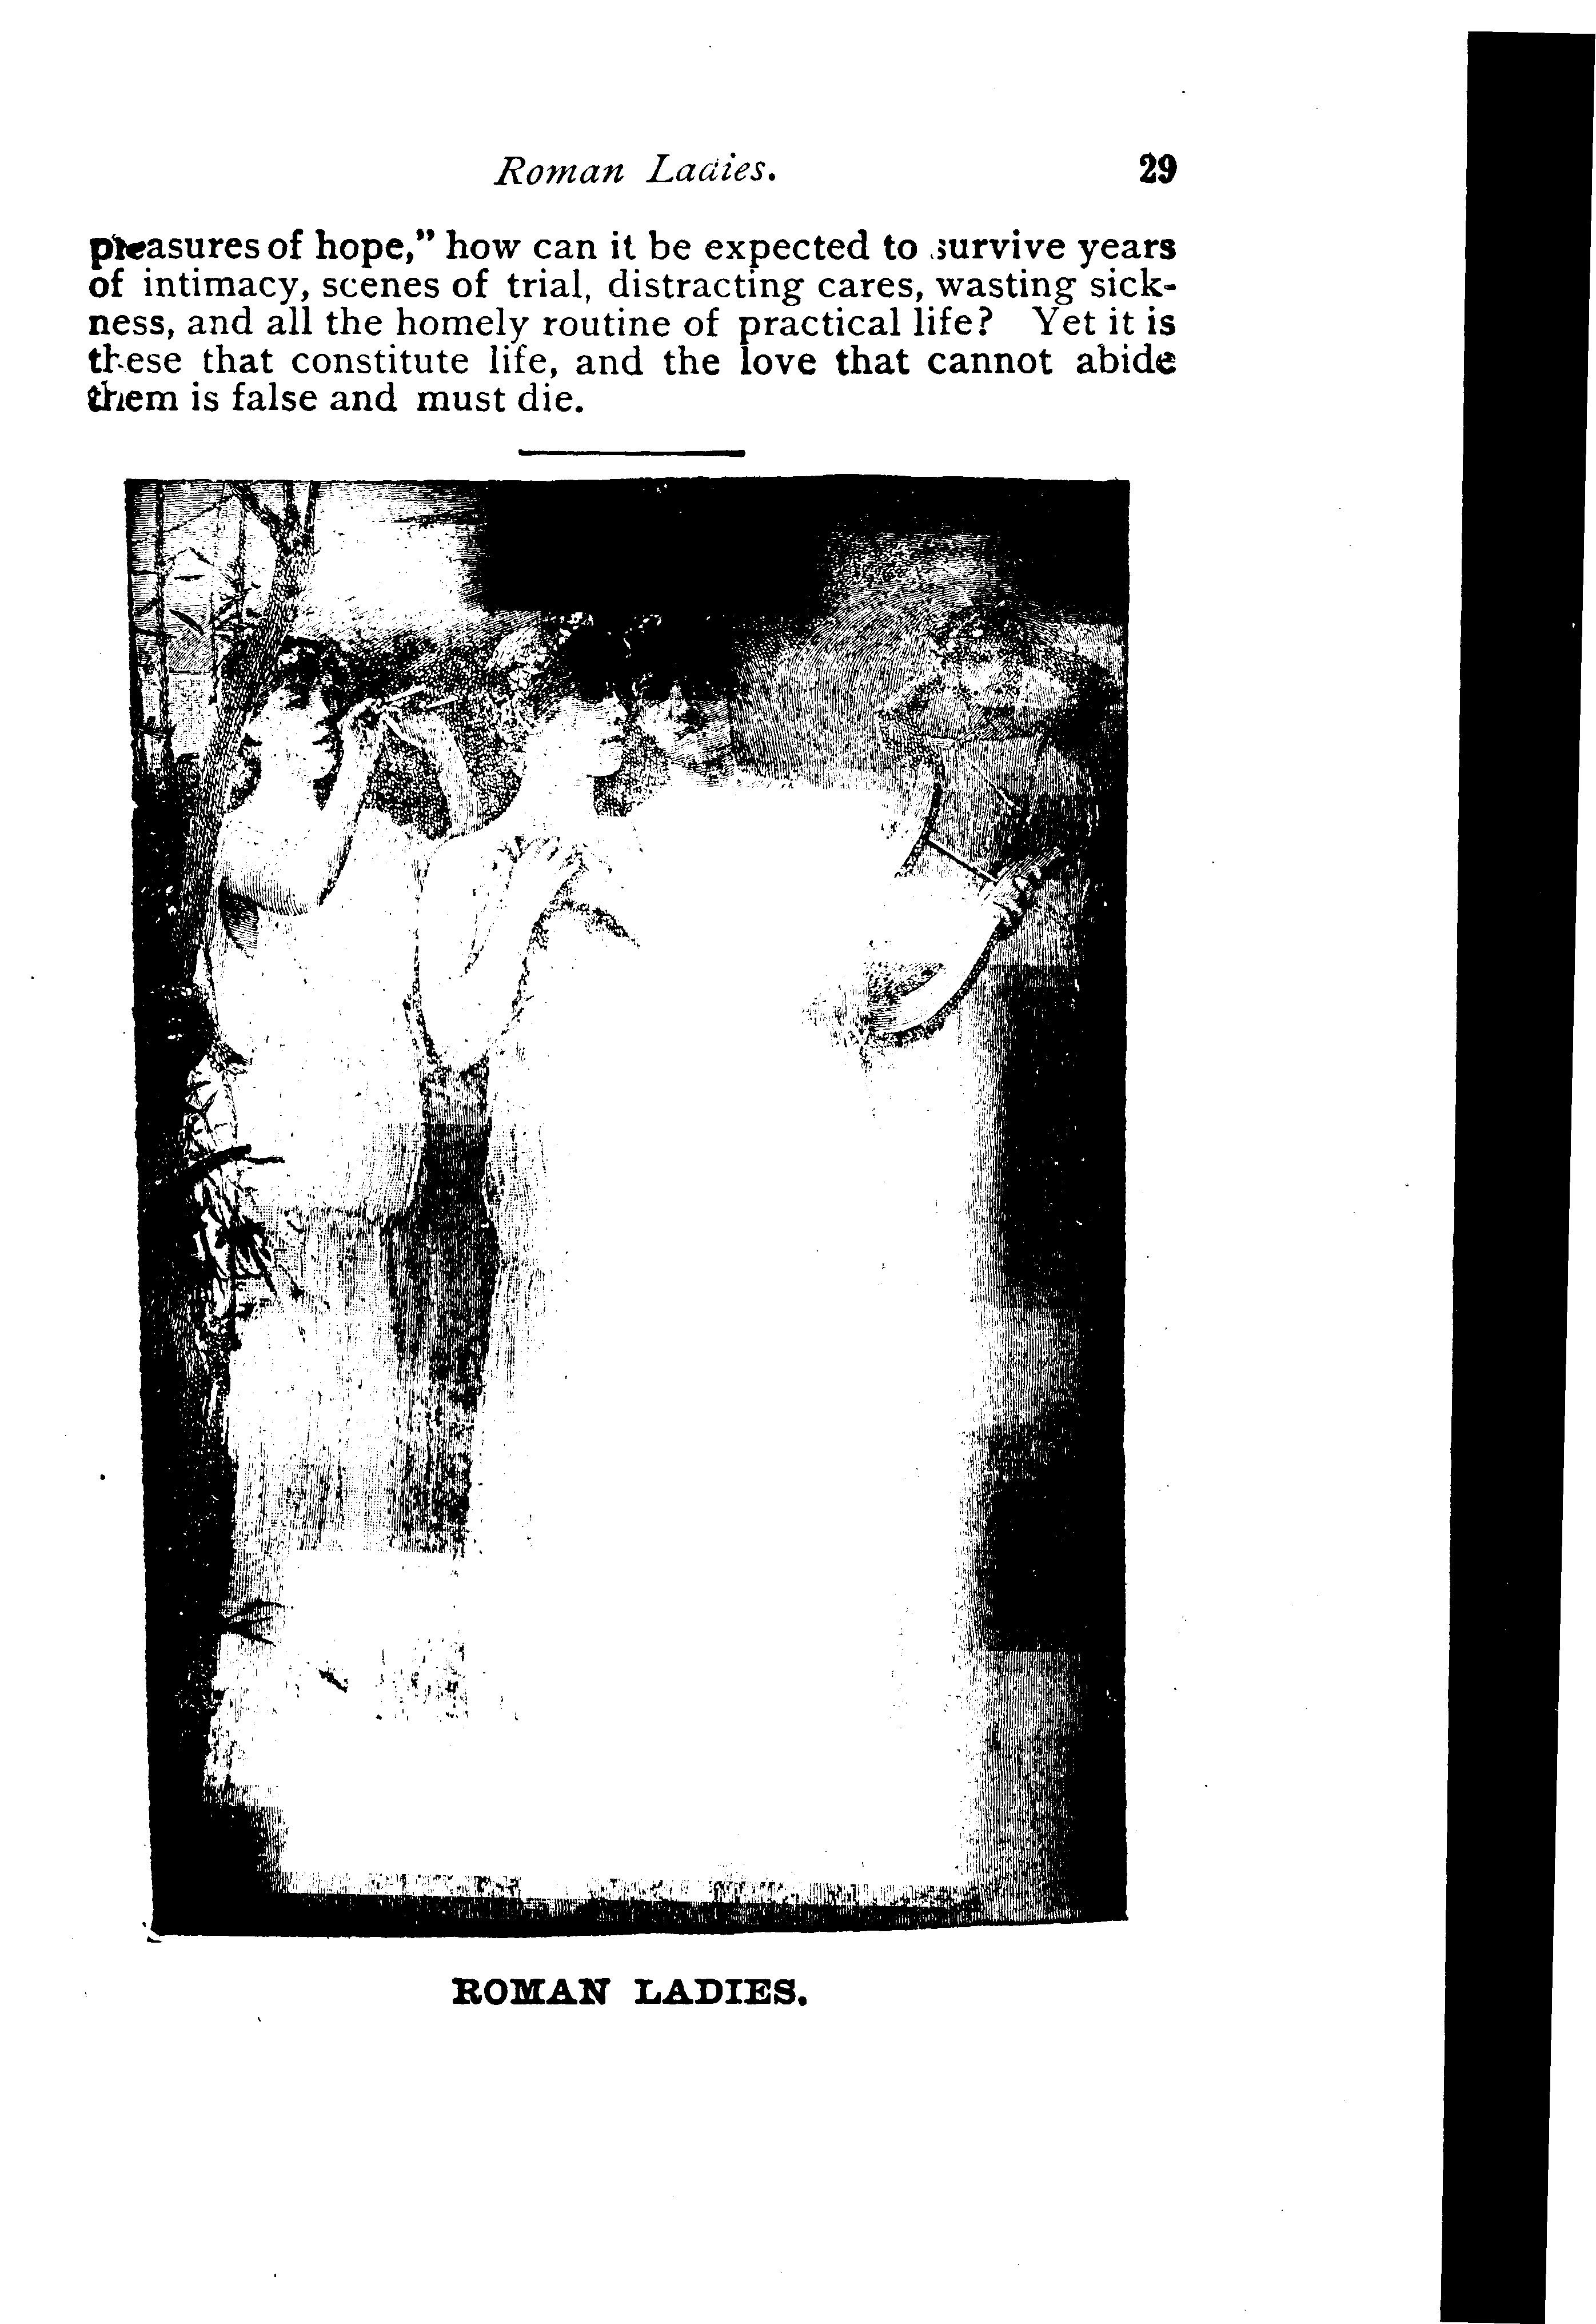 Roman Ladies. 29
pleasures of hope,” how can it be expected to survive years
of intimacy, scenes of trial, distracting cares, wasting sick-
ness, and all the homely routine of practical life? Yet it is
these that constitute life, and the love that cannot abide
them is false and must die.
ROMAN LADIES.